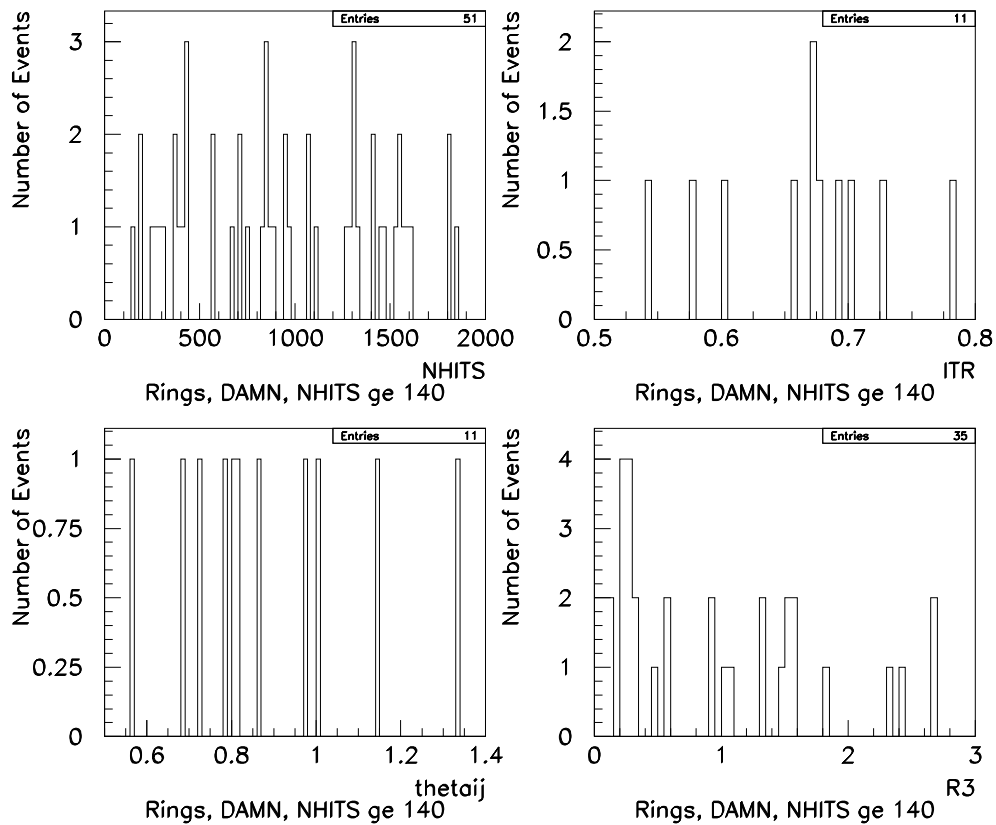 Entries 51
Number of Events
3
2
1
0
0 500 1000 1500 2000
NHITS
Rings, DAMN, NHITS ge 140
Entries 11
Number of Events
2
1.5
1
0.5
0
0.5 0.6 0.7 0.8
ITR
Rings, DAMN, NHITS ge 140
Entries 11
Number of Events
1
0.75
0.5
0.25
0
0.6 0.8 1 1.2 1.4
thetaij
Rings, DAMN, NHITS ge 140
Entries 35
Number of Events
4
3
2
1
0
0 1 2 3
R3
Rings, DAMN, NHITS ge 140